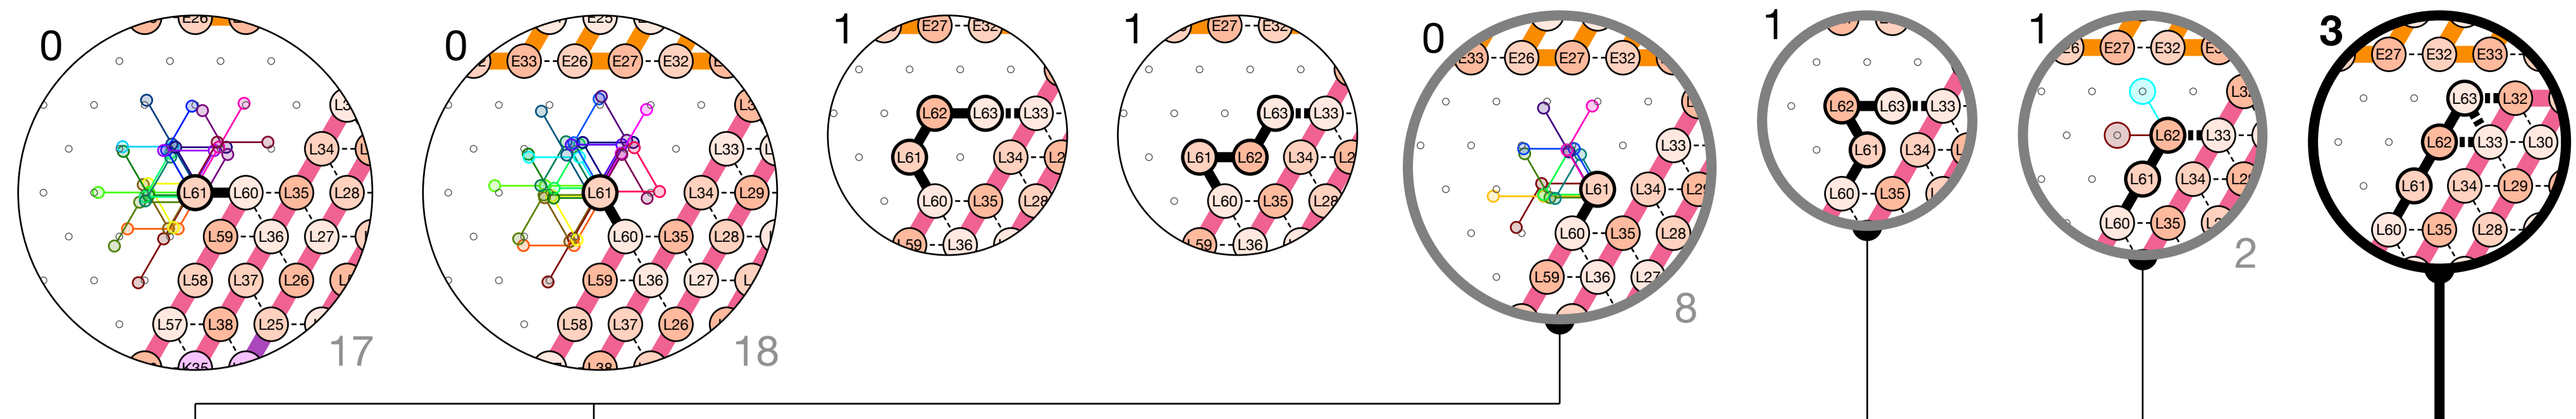 0
E26
L34
L61 L60 L35 L28
L59 L36 L27
L58 L37 L26
L57 L38 L25
K35
17
0
E25
E33 E26 E27 E32
L33
L61 L34 L29
L60 L35 L28
L59 L36 L27
L58 L37 L26
L38
18
1
E27 E32
L62 L63 L33
L61 L34
L60 L35 L28
L59 L36
1
E27 E32
L63 L33
L61 L62 L34
L60 L35 L28
L59 L36
0
E33 E26 E27 E32
L33
L61 L34 L29
L60 L35 L28
L59 L36 L27
8
1
L62 L63 L33
L61 L34
L60 L35
1
E27 E32
L62 L33
L61 L34
L60 L35
2
3
E27 E32 E33
L63 L32
L62 L33 L30
L61 L34 L29
L60 L35 L28